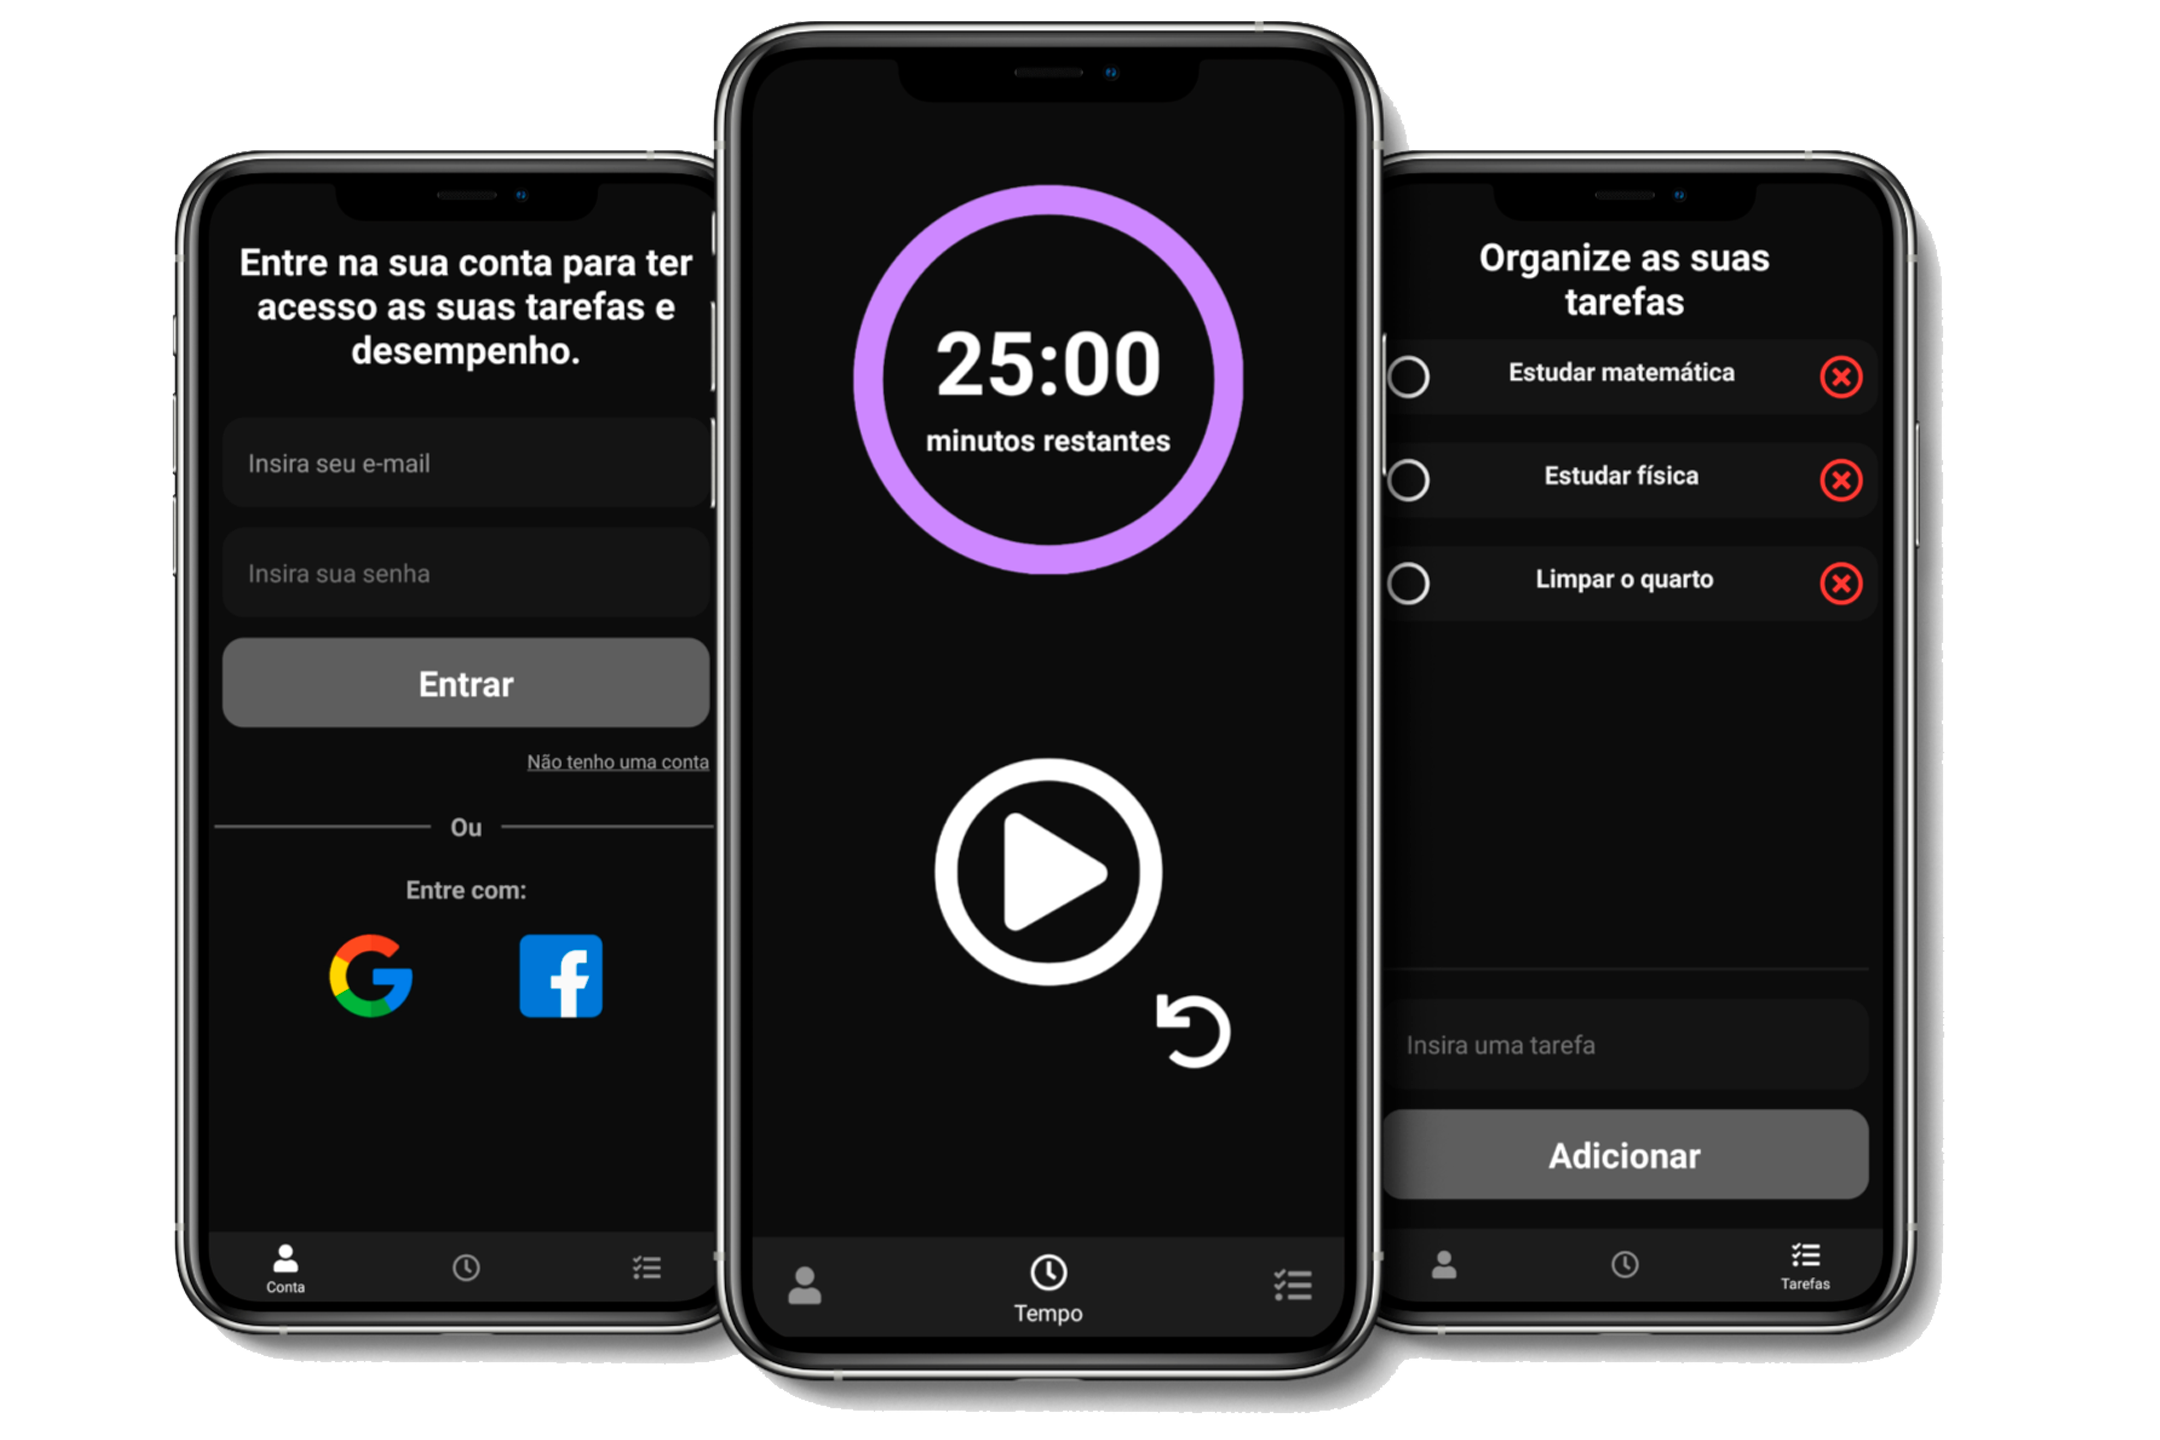 Entre na sua conta para ter
acesso as suas tarefas e
desempenho.
Insira seu e-mail
Insira sua senha
Entrar
Não tenho uma conta
Ou
Entre com:
Conta
25:00
minutos restantes
Tempo
Organize as suas
tarefas
Estudar matemática
Estudar física
Limpar o quarto
Insira uma tarefa
Adicionar
Tarefas